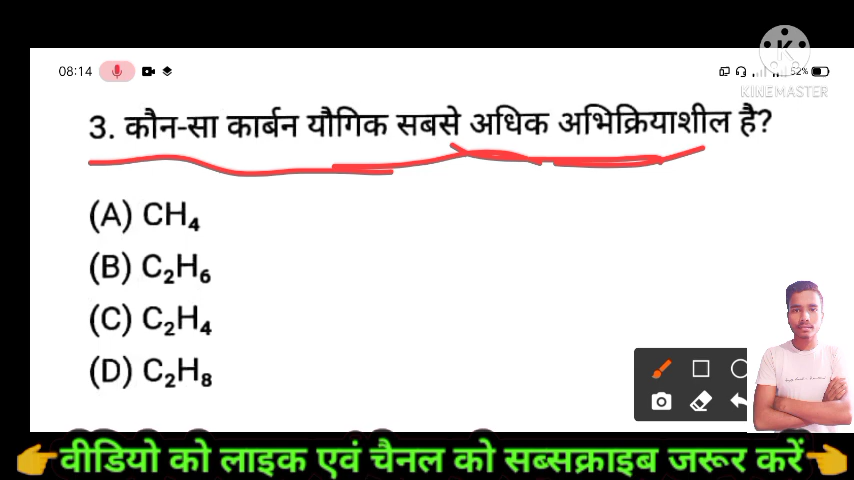 08:14
52%
KINEMASTER
3. कौन-सा कार्बन यौगिक सबसे अधिक अभिक्रियाशील है?
(A) CH₄
(B) C₂H₆
(C) C₂H₄
(D) C₂H₈
👉वीडियो को लाइक एवं चैनल को सब्सक्राइब जरूर करें👈